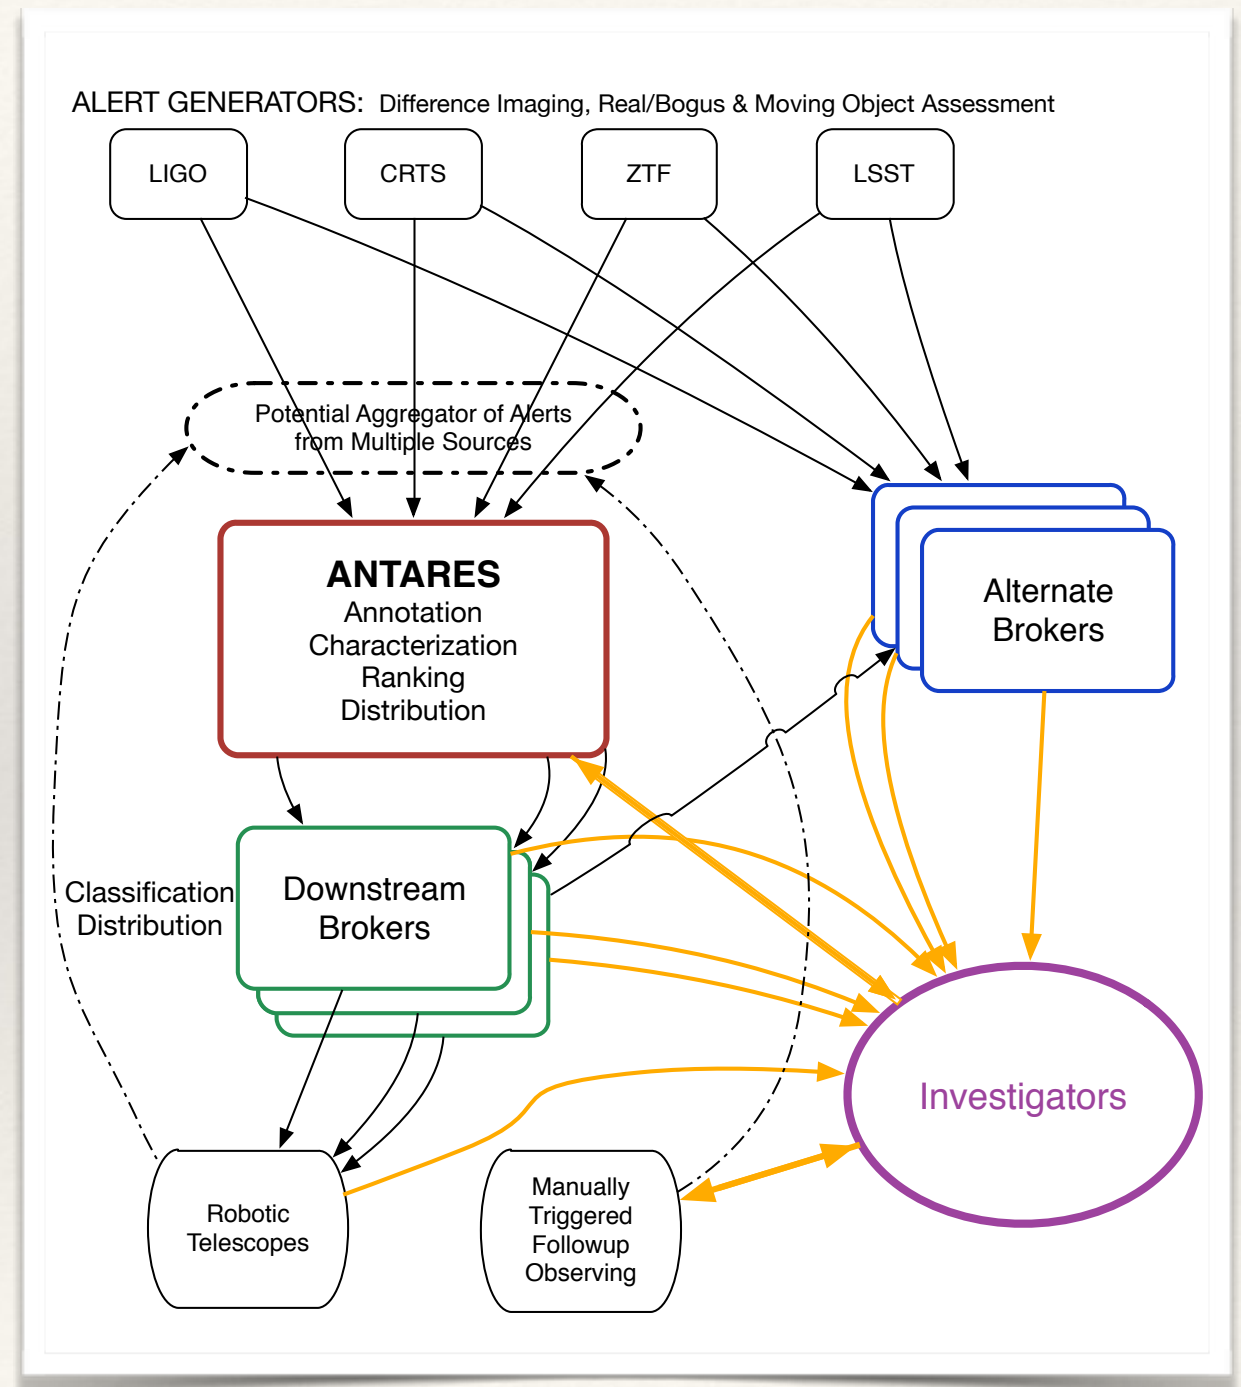 ALERT GENERATORS: Difference Imaging, Real/Bogus & Moving Object Assessment
LIGO
CRTS
ZTF
LSST
Potential Aggregator of Alerts
from Multiple Sources
ANTARES
Annotation
Characterization
Ranking
Distribution
Alternate
Brokers
Classification
Distribution
Downstream
Brokers
Investigators
Robotic
Telescopes
Manually
Triggered
Followup
Observing